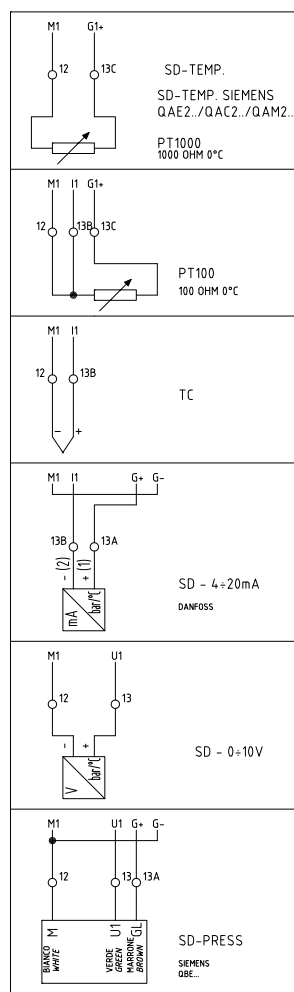 M1 G1+
12 13C
SD-TEMP.
SD-TEMP. SIEMENS
QAE2../QAC2../QAM2..
PT1000
1000 OHM 0°C
M1 I1 G1+
12 13B 13C
PT100
100 OHM 0°C
M1 I1
12 13B
- +
TC
M1 I1 G+ G-
13B 13A
- (2) + (1)
mA bar/°C
SD - 4÷20mA
DANFOSS
M1 U1
12 13
- +
V bar/°C
SD - 0÷10V
M1 U1 G+ G-
12 13 13A
M U1 GL
BIANCO VERDE MARRONE
WHITE GREEN BROWN
SD-PRESS
SIEMENS
QBE...